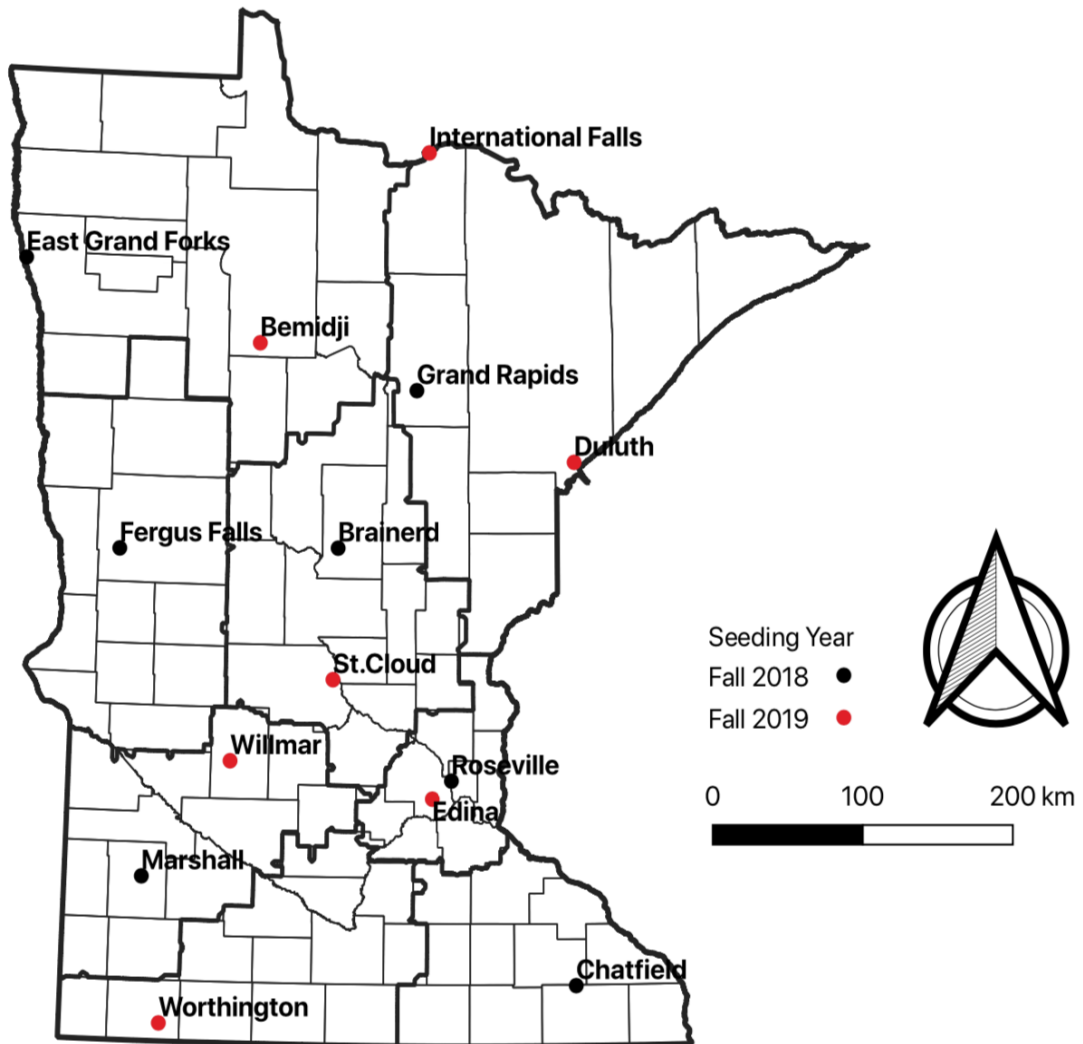 International Falls
East Grand Forks
Bemidji
Grand Rapids
Duluth
Fergus Falls
Brainerd
Seeding Year
St.Cloud
Fall 2018
Fall 2019
Willmar
Roseville
0 100 200 km
Edina
Marshall
Chatfield
Worthington